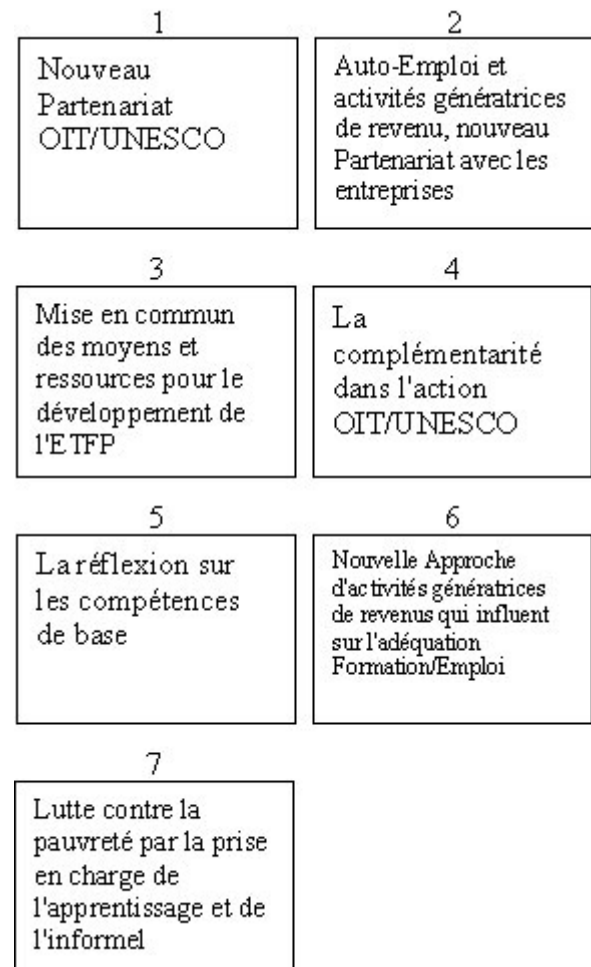 1
Nouveau
Partenariat
OIT/UNESCO
2
Auto-Emploi et
activités génératrices
de revenu, nouveau
Partenariat avec les
entreprises
3
Mise en commun
des moyens et
ressources pour le
développement de
l'ETFP
4
La
complémentarité
dans l'action
OIT/UNESCO
5
La réflexion sur
les compétences
de base
6
Nouvelle Approche
d'activités génératrices
de revenus qui influent
sur l'adéquation
Formation/Emploi
7
Lutte contre la
pauvreté par la prise
en charge de
l'apprentissage et de
l'informel